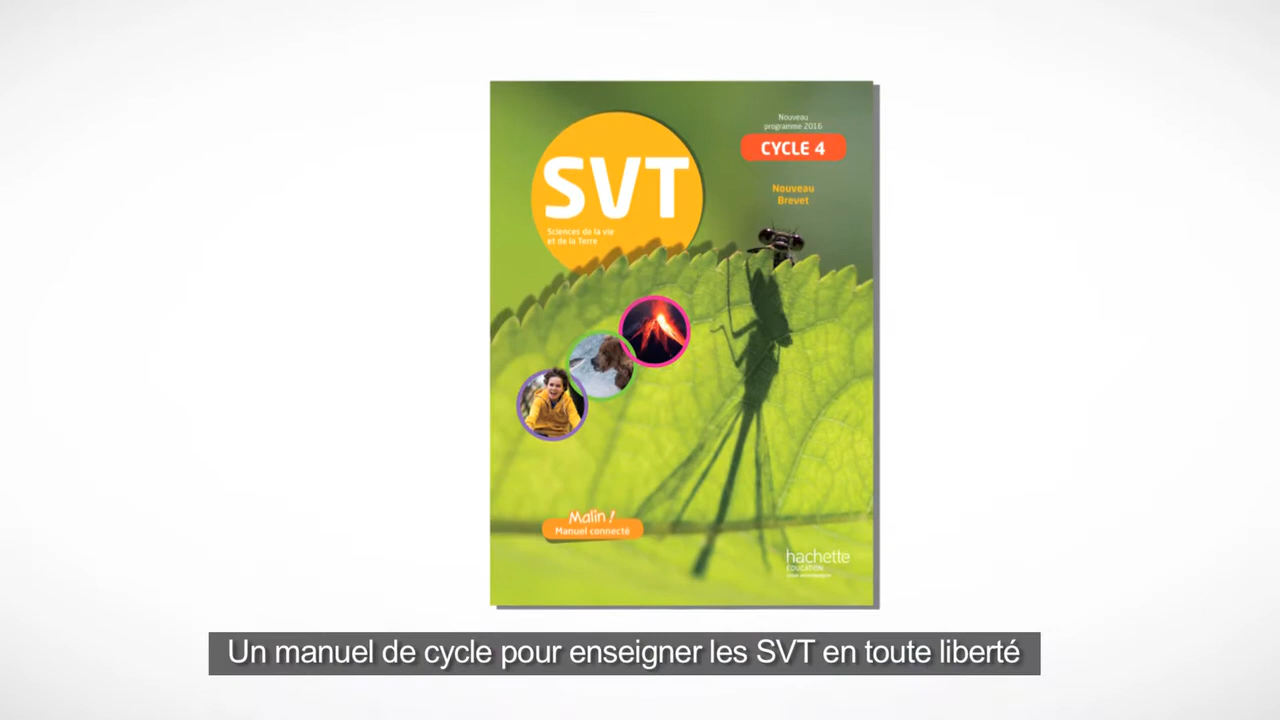 Nouveau
programme 2016
CYCLE 4
SVT
Nouveau
Brevet
Sciences de la vie
et de la Terre
Malin !
Manuel connecté
hachette
ÉDUCATION
Un manuel de cycle pour enseigner les SVT en toute liberté